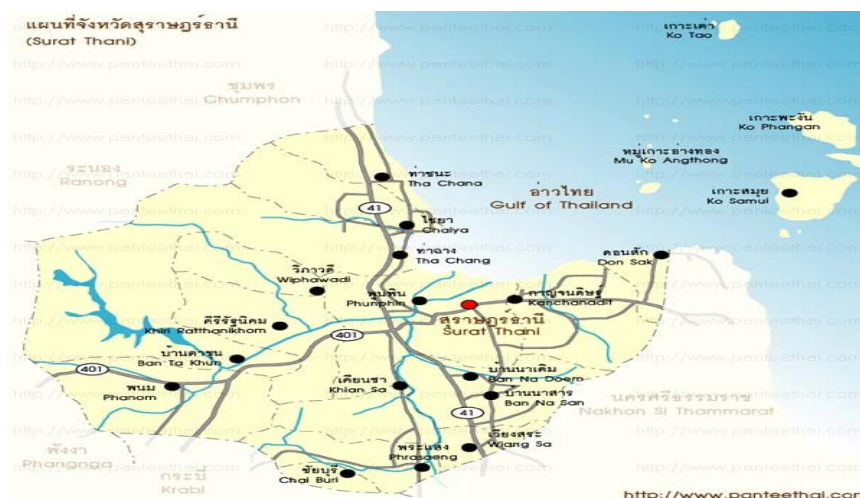 แผนที่จังหวัดสุราษฎร์ธานี
(Surat Thani)
http://www.panteethai.com
เกาะเต่า
Ko Tao
ชุมพร
Chumphon
เกาะพะงัน
Ko Phangan
ระนอง
Ranong
หมู่เกาะอ่างทอง
Mu Ko Angthong
ท่าชนะ
Tha Chana
อ่าวไทย
Gulf of Thailand
เกาะสมุย
Ko Samui
41
ไชยา
Chaiya
ท่าฉาง
Tha Chang
ดอนสัก
Don Sak
วิภาวดี
Wiphawadi
พุนพิน
Phunphin
กาญจนดิษฐ์
Kanchanadit
สุราษฎร์ธานี
Surat Thani
คีรีรัฐนิคม
Khiri Ratthanikhom
401
บ้านตาขุน
Ban Ta Khun
401
พนม
Phanom
เคียนซา
Khian Sa
บ้านนาเดิม
Ban Na Doem
บ้านนาสาร
Ban Na San
นครศรีธรรมราช
Nakhon Si Thammarat
41
เวียงสระ
Wiang Sa
พระแสง
Phrasaeng
ชัยบุรี
Chai Buri
พังงา
Phangnga
กระบี่
Krabi
http://www.panteethai.com